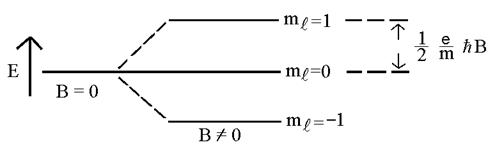 mℓ=1
E
mℓ=0
1/2 e/m ħB
B = 0
mℓ=-1
B ≠ 0